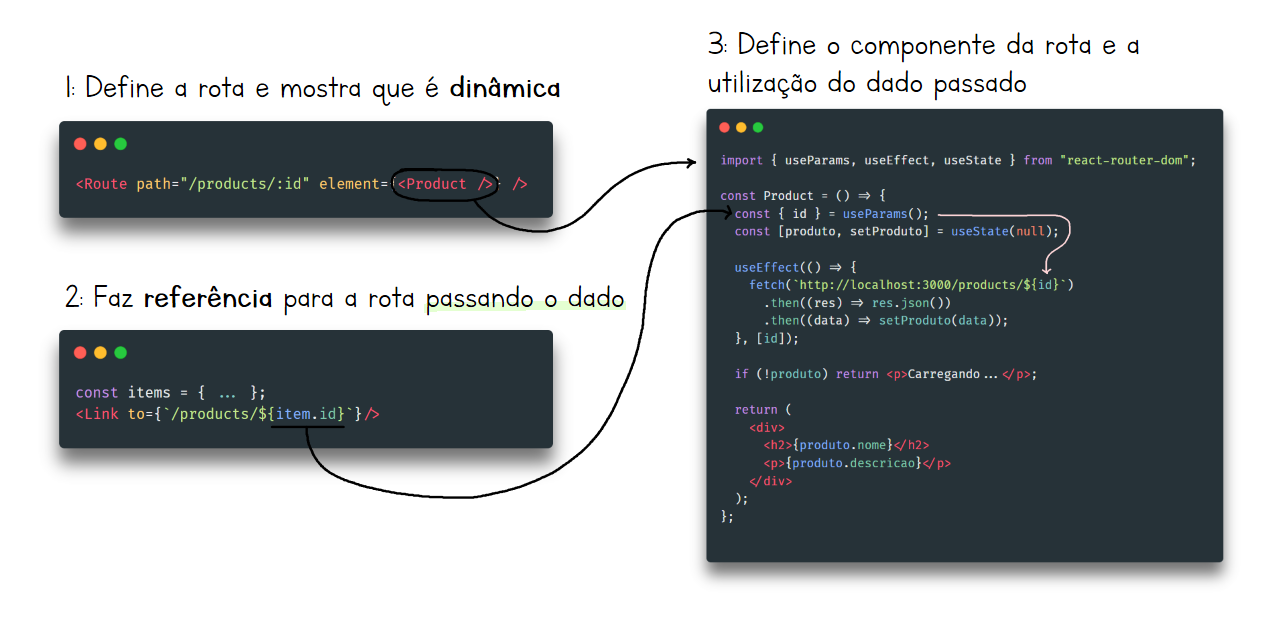 1: Define a rota e mostra que é dinâmica
<Route path="/products/:id" element={<Product />} />
2: Faz referência para a rota passando o dado
const items = { ... };
<Link to={`/products/${item.id}`}/>
3: Define o componente da rota e a
utilização do dado passado
import { useParams, useEffect, useState } from "react-router-dom";
const Product = () => {
const { id } = useParams();
const [produto, setProduto] = useState(null);
useEffect(() => {
fetch(`http://localhost:3000/products/${id}`)
.then((res) => res.json())
.then((data) => setProduto(data));
}, [id]);
if (!produto) return <p>Carregando...</p>;
return (
<div>
<h2>{produto.nome}</h2>
<p>{produto.descricao}</p>
</div>
);
};